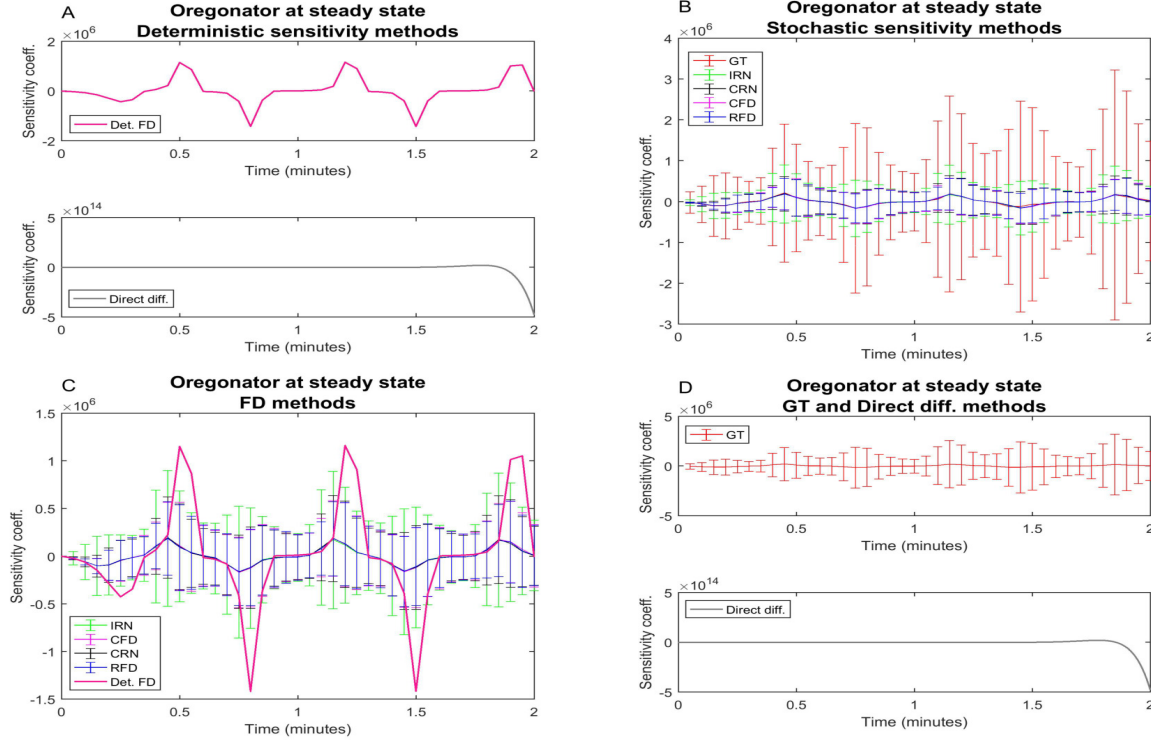 A
Oregonator at steady state
Deterministic sensitivity methods
×10^6
2
0
-2
Sensitivity coeff.
Det. FD
0 0.5 1 1.5 2
Time (minutes)
×10^14
5
0
-5
Sensitivity coeff.
Direct diff.
0 0.5 1 1.5 2
Time (minutes)
B
Oregonator at steady state
Stochastic sensitivity methods
×10^6
4
3
2
1
0
-1
-2
-3
Sensitivity coeff.
GT
IRN
CRN
CFD
RFD
0 0.5 1 1.5 2
Time (minutes)
C
Oregonator at steady state
FD methods
×10^6
1.5
1
0.5
0
-0.5
-1
-1.5
Sensitivity coeff.
IRN
CFD
CRN
RFD
Det. FD
0 0.5 1 1.5 2
Time (minutes)
D
Oregonator at steady state
GT and Direct diff. methods
×10^6
5
0
-5
Sensitivity coeff.
GT
0 0.5 1 1.5 2
Time (minutes)
×10^14
5
0
-5
Sensitivity coeff.
Direct diff.
0 0.5 1 1.5 2
Time (minutes)